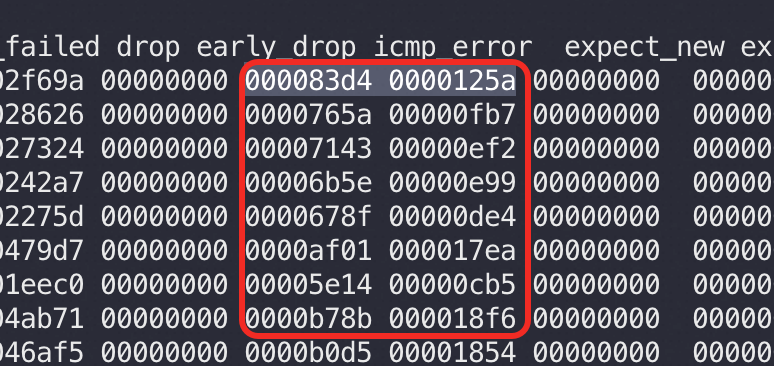 _failed drop early_drop icmp_error  expect_new ex
02f69a 00000000 000083d4 0000125a 00000000  00000
028626 00000000 0000765a 00000fb7 00000000  00000
027324 00000000 00007143 00000ef2 00000000  00000
0242a7 00000000 00006b5e 00000e99 00000000  00000
02275d 00000000 0000678f 00000de4 00000000  00000
0479d7 00000000 0000af01 000017ea 00000000  00000
01eec0 00000000 00005e14 00000cb5 00000000  00000
04ab71 00000000 0000b78b 000018f6 00000000  00000
046af5 00000000 0000b0d5 00001854 00000000  00000